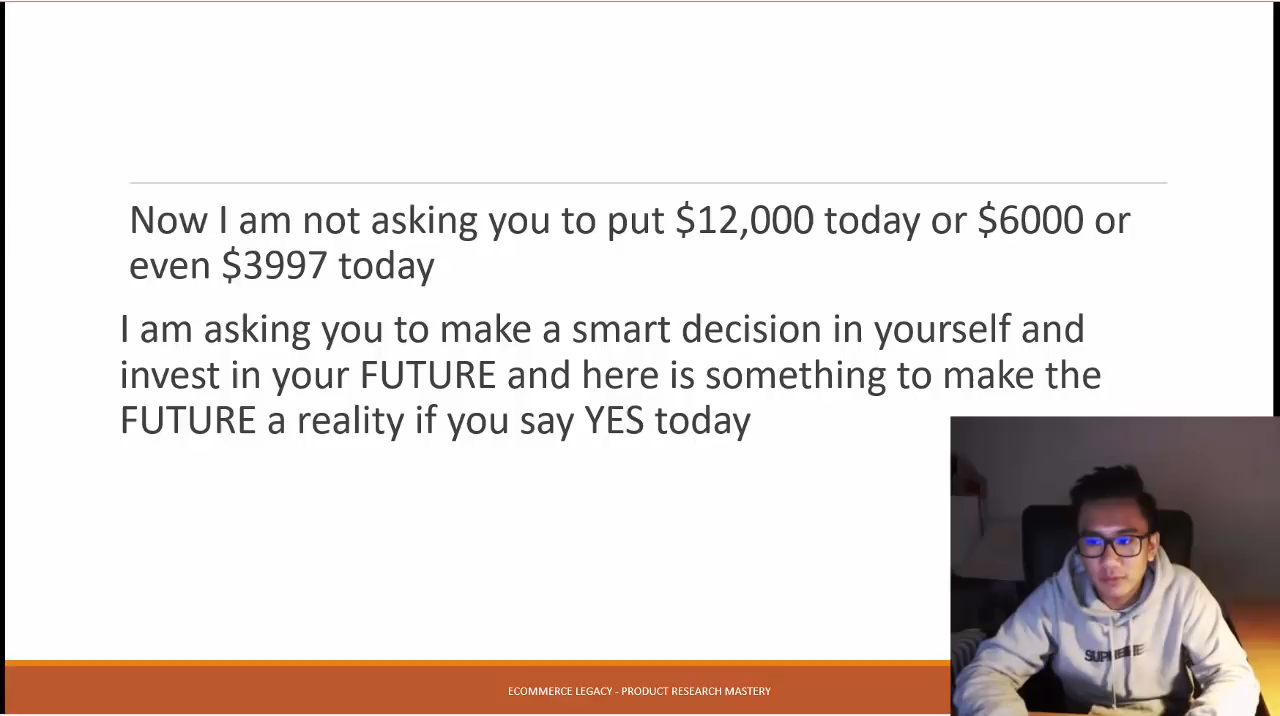 Now I am not asking you to put $12,000 today or $6000 or
even $3997 today
I am asking you to make a smart decision in yourself and
invest in your FUTURE and here is something to make the
FUTURE a reality if you say YES today
ECOMMERCE LEGACY - PRODUCT RESEARCH MASTERY